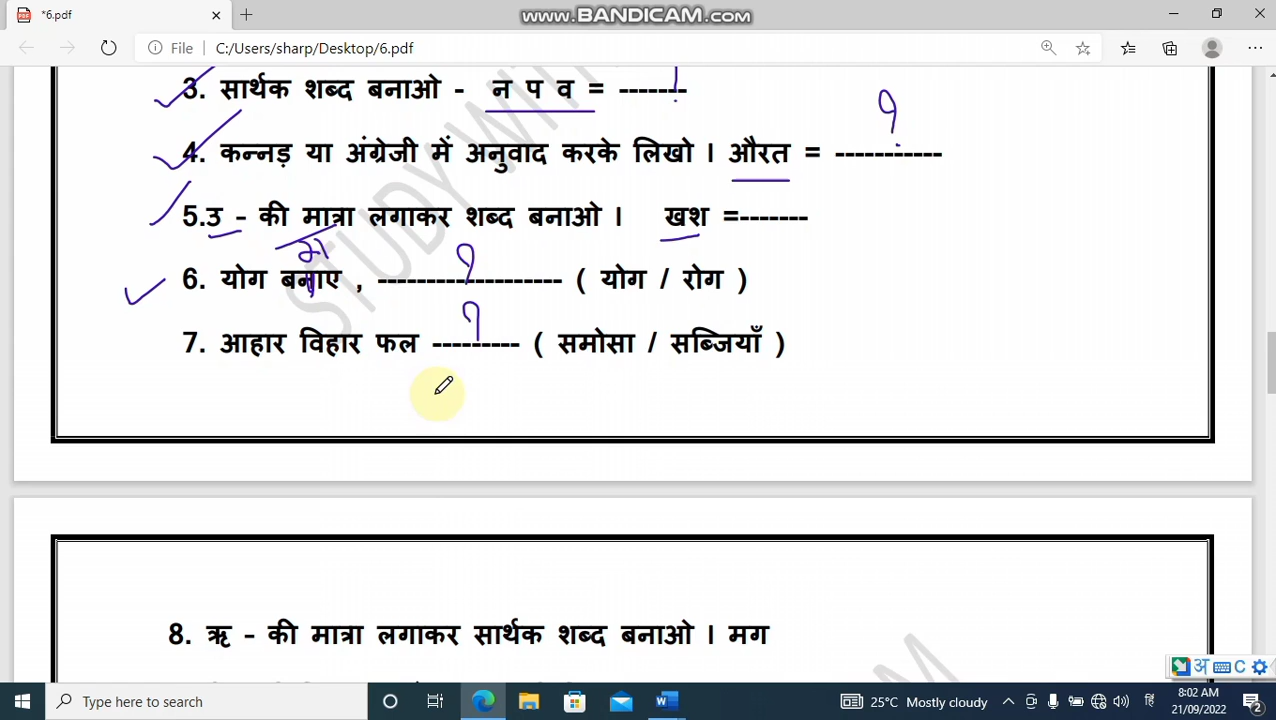 *6.pdf
www.BANDICAM.com
File C:/Users/sharp/Desktop/6.pdf
3. सार्थक शब्द बनाओ - न प व = -------
4. कन्नड़ या अंग्रेजी में अनुवाद करके लिखो । औरत = -----------
5.उ - की मात्रा लगाकर शब्द बनाओ । खश =-------
6. योग बनाए , ------------------- ( योग / रोग )
7. आहार विहार फल --------- ( समोसा / सब्जियाँ )
8. ऋ - की मात्रा लगाकर सार्थक शब्द बनाओ । मग
Type here to search
25°C Mostly cloudy
8:02 AM
21/09/2022